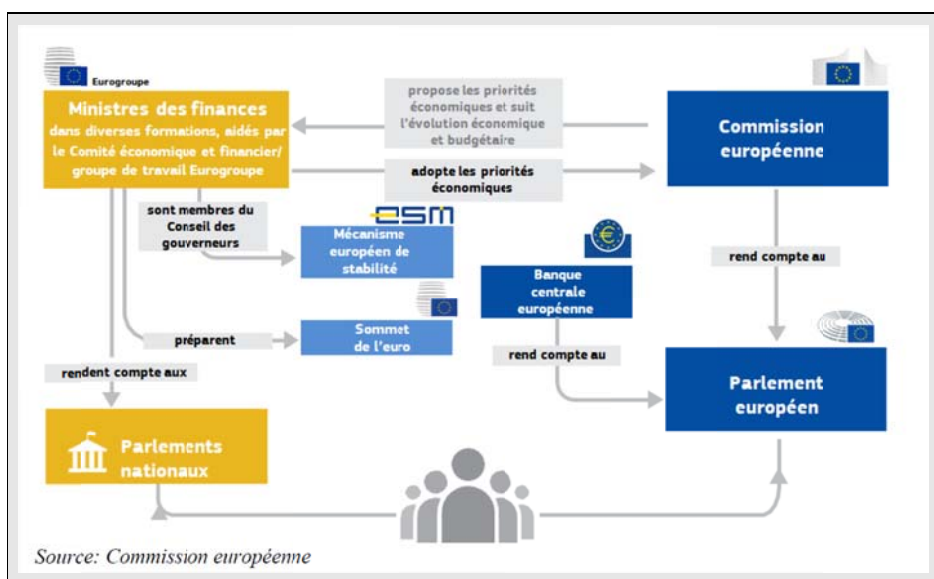 Eurogroupe
Ministres des finances
dans diverses formations, aidés par
le Comité économique et financier/
groupe de travail Eurogroupe
propose les priorités
économiques et suit
l'évolution économique
et budgétaire
adopte les priorités
économiques
Commission
européenne
sont membres du
Conseil des
gouverneurs
esm
Mécanisme
européen de
stabilité
Banque
centrale
européenne
rend compte au
préparent
Sommet
de l'euro
rend compte au
rendent compte aux
Parlement
européen
Parlements
nationaux
Source: Commission européenne